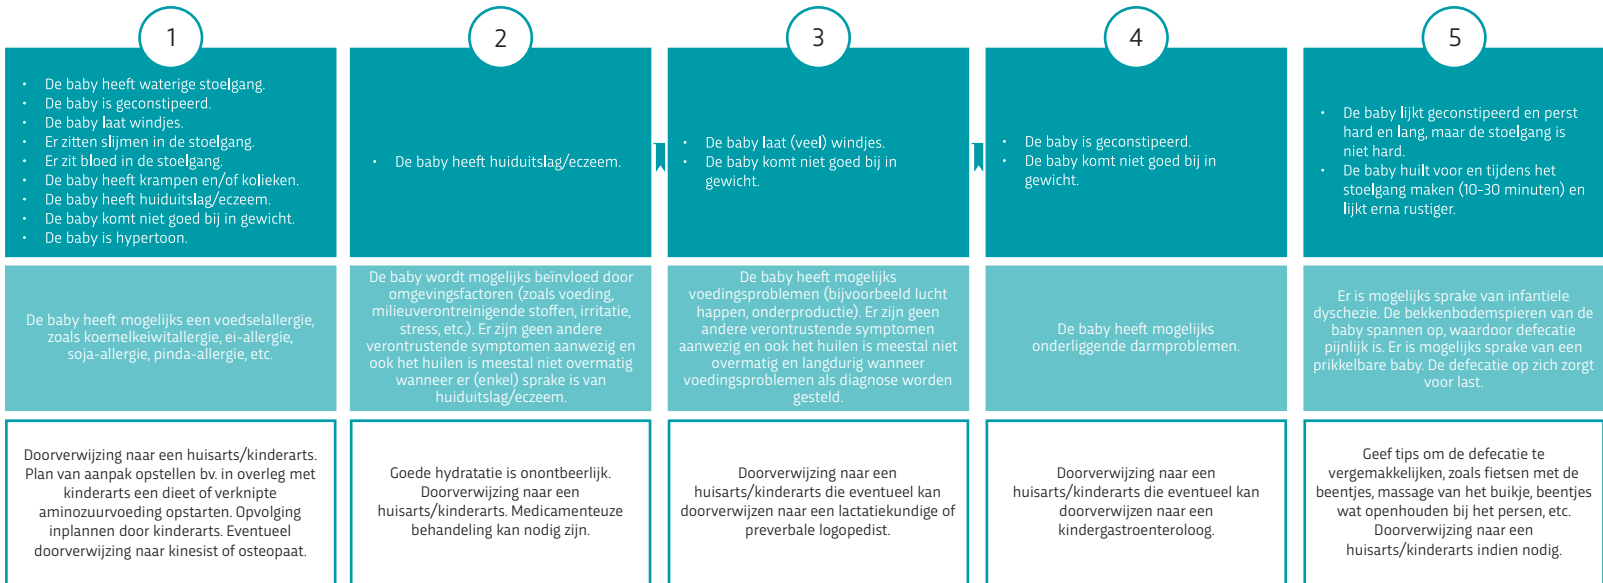 1
• De baby heeft waterige stoelgang.
• De baby is geconstipeerd.
• De baby laat windjes.
• Er zitten slijmen in de stoelgang.
• Er zit bloed in de stoelgang.
• De baby heeft krampen en/of kolieken.
• De baby heeft huiduitslag/eczeem.
• De baby komt niet goed bij in gewicht.
• De baby is hypertoon.
De baby heeft mogelijks een voedselallergie,
zoals koemelkeiwitallergie, ei-allergie,
soja-allergie, pinda-allergie, etc.
Doorverwijzing naar een huisarts/kinderarts.
Plan van aanpak opstellen bv. in overleg met
kinderarts een dieet of verknipte
aminozuurvoeding opstarten. Opvolging
inplannen door kinderarts. Eventueel
doorverwijzing naar kinesist of osteopaat.
2
• De baby heeft huiduitslag/eczeem.
De baby wordt mogelijks beïnvloed door
omgevingsfactoren (zoals voeding,
milieuverontreinigende stoffen, irritatie,
stress, etc.). Er zijn geen andere
verontrustende symptomen aanwezig en
ook het huilen is meestal niet overmatig
wanneer er (enkel) sprake is van
huiduitslag/eczeem.
Goede hydratatie is onontbeerlijk.
Doorverwijzing naar een
huisarts/kinderarts. Medicamenteuze
behandeling kan nodig zijn.
3
• De baby laat (veel) windjes.
• De baby komt niet goed bij in
gewicht.
De baby heeft mogelijks
voedingsproblemen (bijvoorbeeld lucht
happen, onderproductie). Er zijn geen
andere verontrustende symptomen
aanwezig en ook het huilen is meestal niet
overmatig en langdurig wanneer
voedingsproblemen als diagnose worden
gesteld.
Doorverwijzing naar een
huisarts/kinderarts die eventueel kan
doorverwijzen naar een lactatiekundige of
preverbale logopedist.
4
• De baby is geconstipeerd.
• De baby komt niet goed bij in
gewicht.
De baby heeft mogelijks
onderliggende darmproblemen.
Doorverwijzing naar een
huisarts/kinderarts die eventueel kan
doorverwijzen naar een
kindergastroenteroloog.
5
• De baby lijkt geconstipeerd en perst
hard en lang, maar de stoelgang is
niet hard.
• De baby huilt voor en tijdens het
stoelgang maken (10-30 minuten) en
lijkt erna rustiger.
Er is mogelijks sprake van infantiele
dyschezie. De bekkenbodemspieren van de
baby spannen op, waardoor defecatie
pijnlijk is. Er is mogelijks sprake van een
prikkelbare baby. De defecatie op zich zorgt
voor last.
Geef tips om de defecatie te
vergemakkelijken, zoals fietsen met de
beentjes, massage van het buikje, beentjes
wat openhouden bij het persen, etc.
Doorverwijzing naar een
huisarts/kinderarts indien nodig.